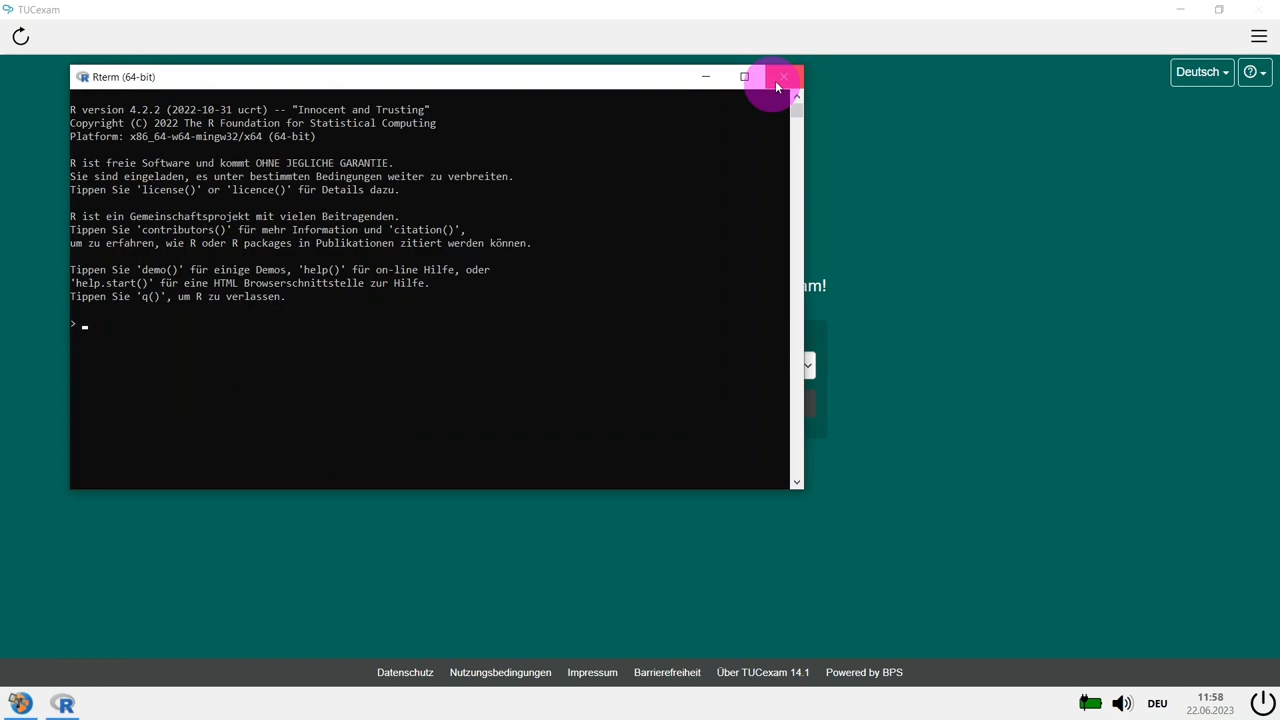 TUCexam
Deutsch
Rterm (64-bit)
R version 4.2.2 (2022-10-31 ucrt) -- "Innocent and Trusting"
Copyright (C) 2022 The R Foundation for Statistical Computing
Platform: x86_64-w64-mingw32/x64 (64-bit)
R ist freie Software und kommt OHNE JEGLICHE GARANTIE.
Sie sind eingeladen, es unter bestimmten Bedingungen weiter zu verbreiten.
Tippen Sie 'license()' or 'licence()' für Details dazu.
R ist ein Gemeinschaftsprojekt mit vielen Beitragenden.
Tippen Sie 'contributors()' für mehr Information und 'citation()',
um zu erfahren, wie R oder R packages in Publikationen zitiert werden können.
Tippen Sie 'demo()' für einige Demos, 'help()' für on-line Hilfe, oder
'help.start()' für eine HTML Browserschnittstelle zur Hilfe.
Tippen Sie 'q()', um R zu verlassen.
>
am!
Datenschutz Nutzungsbedingungen Impressum Barrierefreiheit Über TUCexam 14.1 Powered by BPS
DEU
11:58
22.06.2023